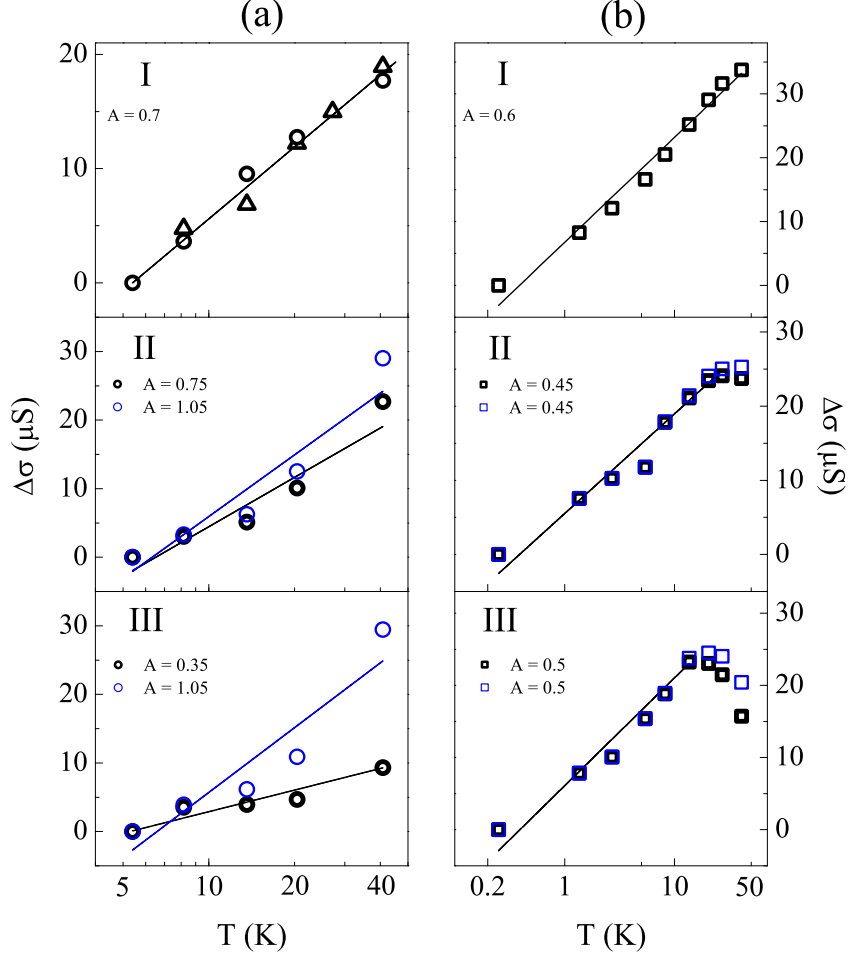 (a)
(b)
I
A = 0.7
20
10
0
I
A = 0.6
30
20
10
0
II
A = 0.75
A = 1.05
30
20
10
0
II
A = 0.45
A = 0.45
30
20
10
0
III
A = 0.35
A = 1.05
30
20
10
0
III
A = 0.5
A = 0.5
30
20
10
0
Δσ (μS)
Δσ (μS)
5 10 20 40
0.2 1 10 50
T (K)
T (K)